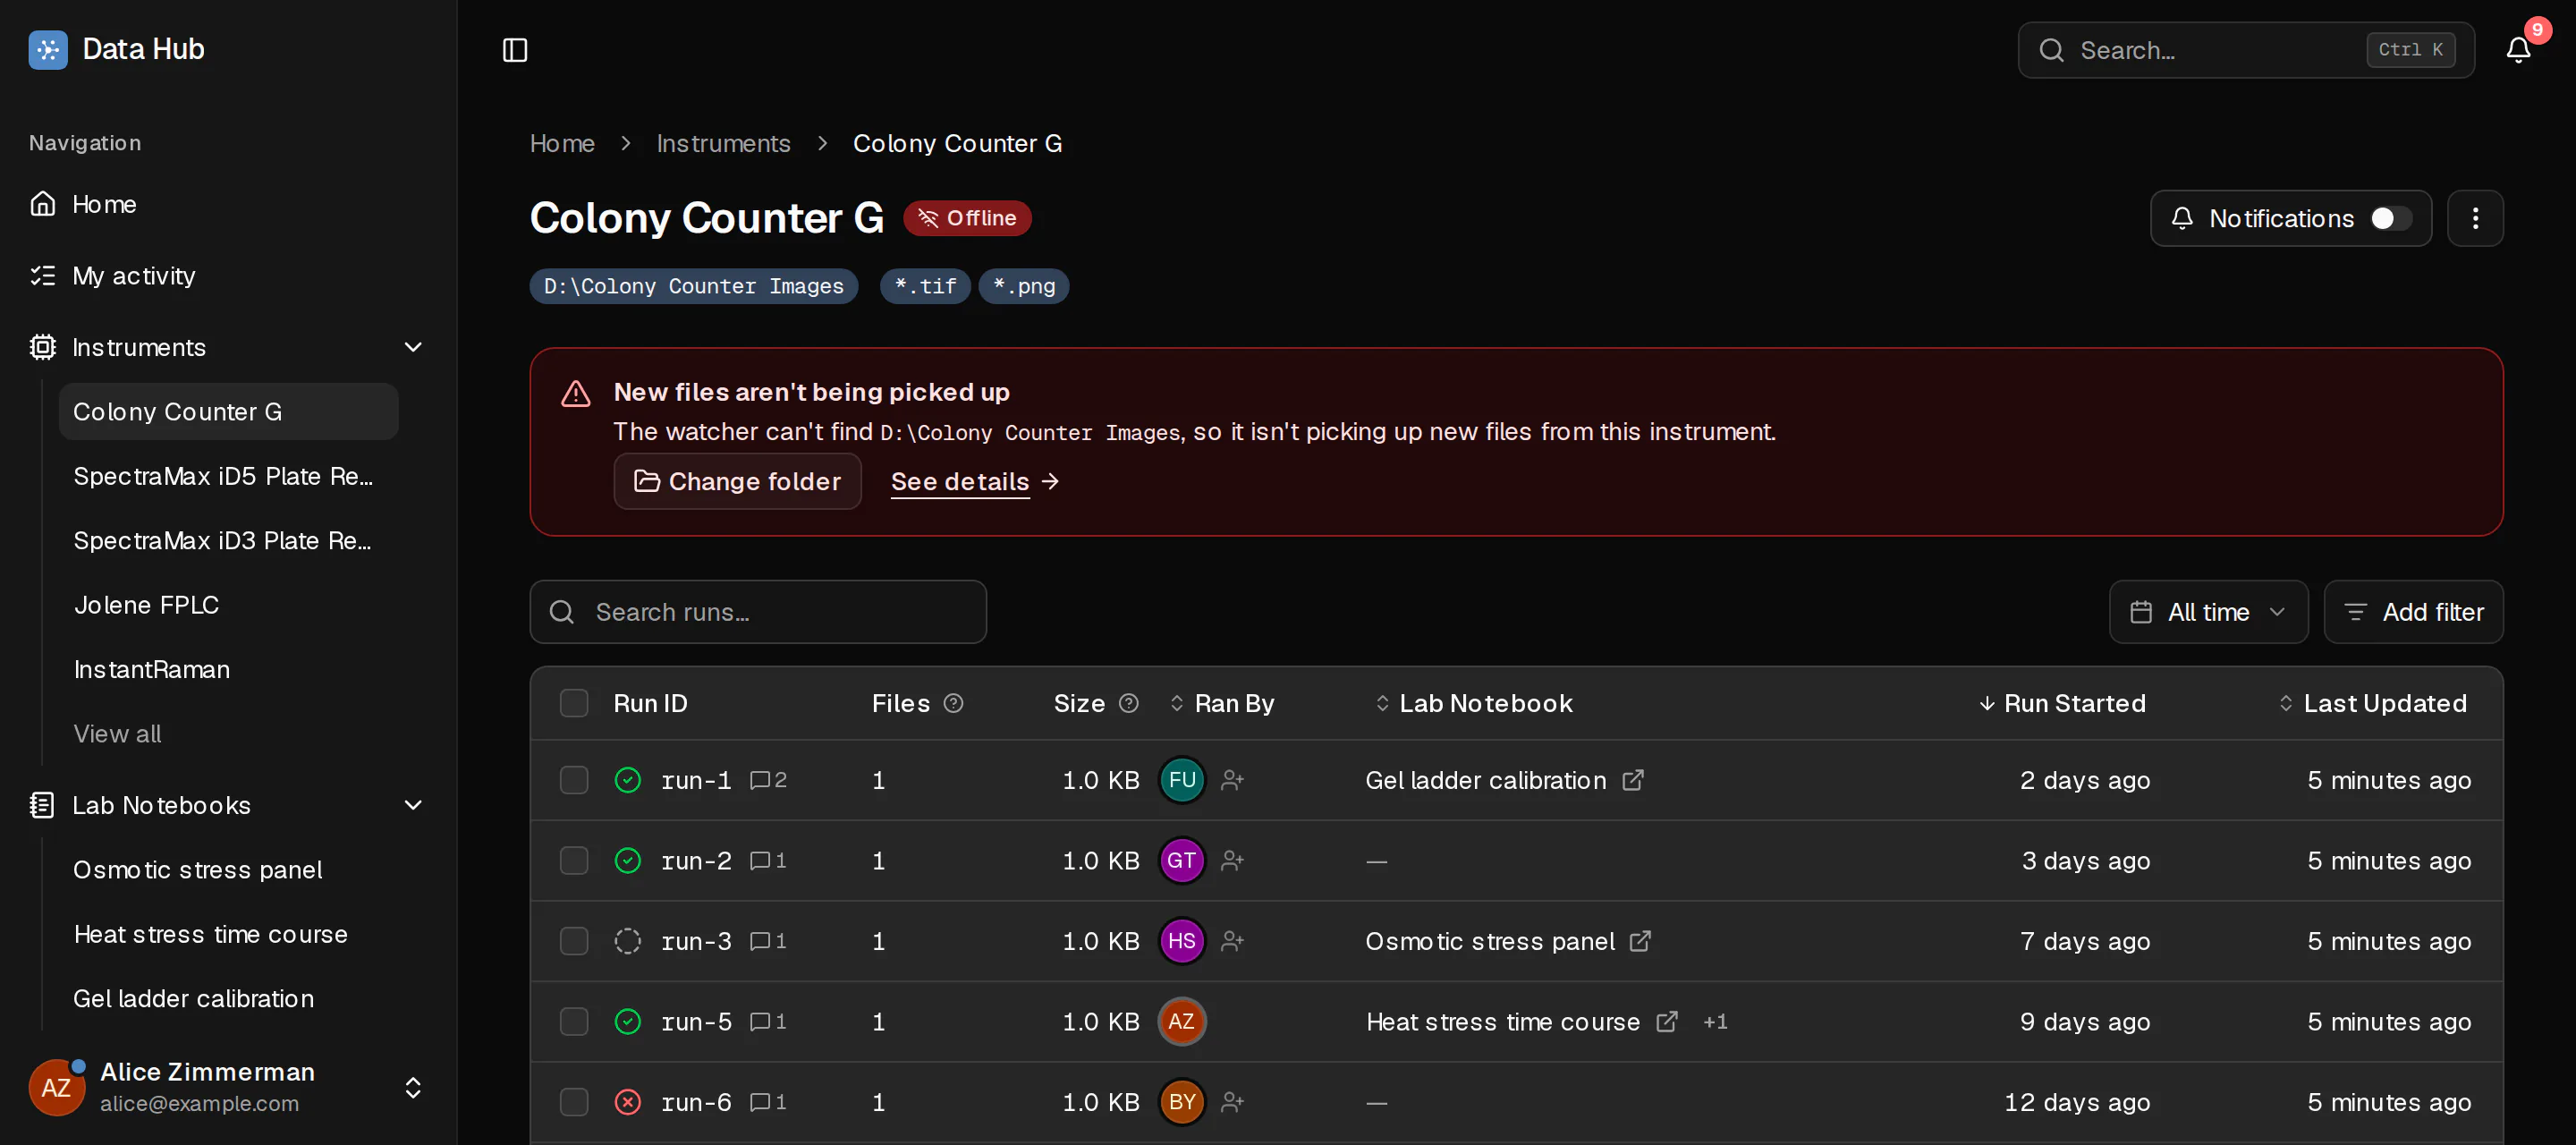 Data Hub
Search...
Ctrl K
9
Navigation
Home
My activity
Instruments
Colony Counter G
SpectraMax iD5 Plate Re...
SpectraMax iD3 Plate Re...
Jolene FPLC
InstantRaman
View all
Lab Notebooks
Osmotic stress panel
Heat stress time course
Gel ladder calibration
AZ
Alice Zimmerman
alice@example.com
Home > Instruments > Colony Counter G
Colony Counter G Offline
Notifications
D:\Colony Counter Images *.tif *.png
New files aren't being picked up
The watcher can't find D:\Colony Counter Images, so it isn't picking up new files from this instrument.
Change folder See details →
Search runs...
All time
Add filter
Run ID Files Size Ran By Lab Notebook Run Started Last Updated
run-1 2 1 1.0 KB FU Gel ladder calibration 2 days ago 5 minutes ago
run-2 1 1 1.0 KB GT — 3 days ago 5 minutes ago
run-3 1 1 1.0 KB HS Osmotic stress panel 7 days ago 5 minutes ago
run-5 1 1 1.0 KB AZ Heat stress time course +1 9 days ago 5 minutes ago
run-6 1 1 1.0 KB BY — 12 days ago 5 minutes ago